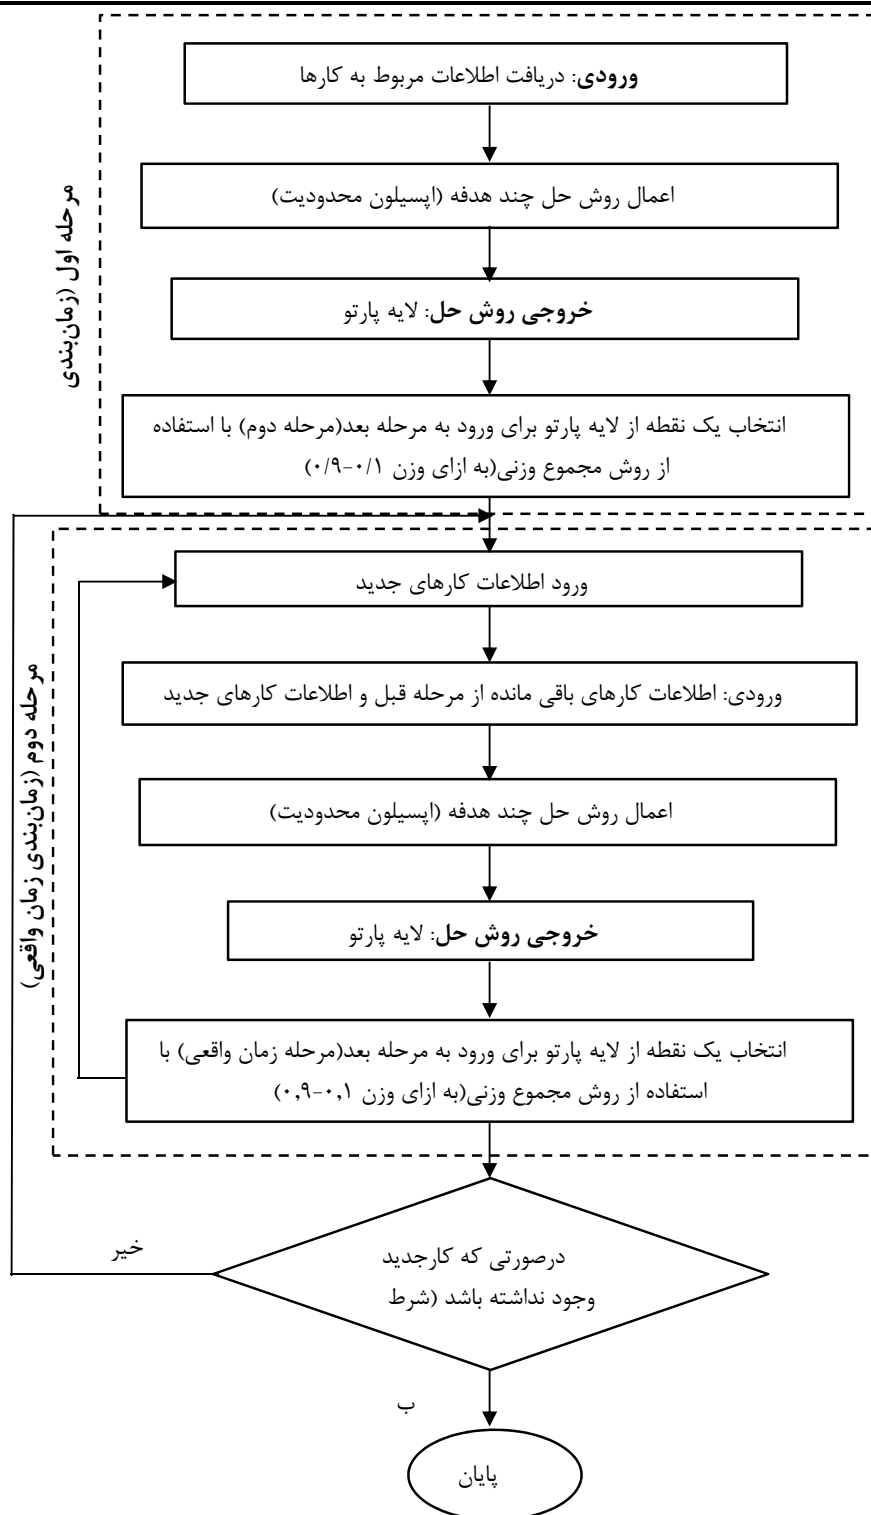 ورودی: دریافت اطلاعات مربوط به کارها
اعمال روش حل چند هدفه (اپسیلون محدودیت)
خروجی روش حل: لایه پارتو
انتخاب یک نقطه از لایه پارتو برای ورود به مرحله بعد(مرحله دوم) با استفاده
از روش مجموع وزنی(به ازای وزن ۰/۱-۰/۹)
مرحله اول (زمان‌بندی
ورود اطلاعات کارهای جدید
ورودی: اطلاعات کارهای باقی مانده از مرحله قبل و اطلاعات کارهای جدید
اعمال روش حل چند هدفه (اپسیلون محدودیت)
خروجی روش حل: لایه پارتو
انتخاب یک نقطه از لایه پارتو برای ورود به مرحله بعد(مرحله زمان واقعی) با
استفاده از روش مجموع وزنی(به ازای وزن ۰,۱-۰,۹)
مرحله دوم (زمان‌بندی زمان واقعی)
درصورتی که کارجدید
وجود نداشته باشد (شرط
خیر
ب
پایان